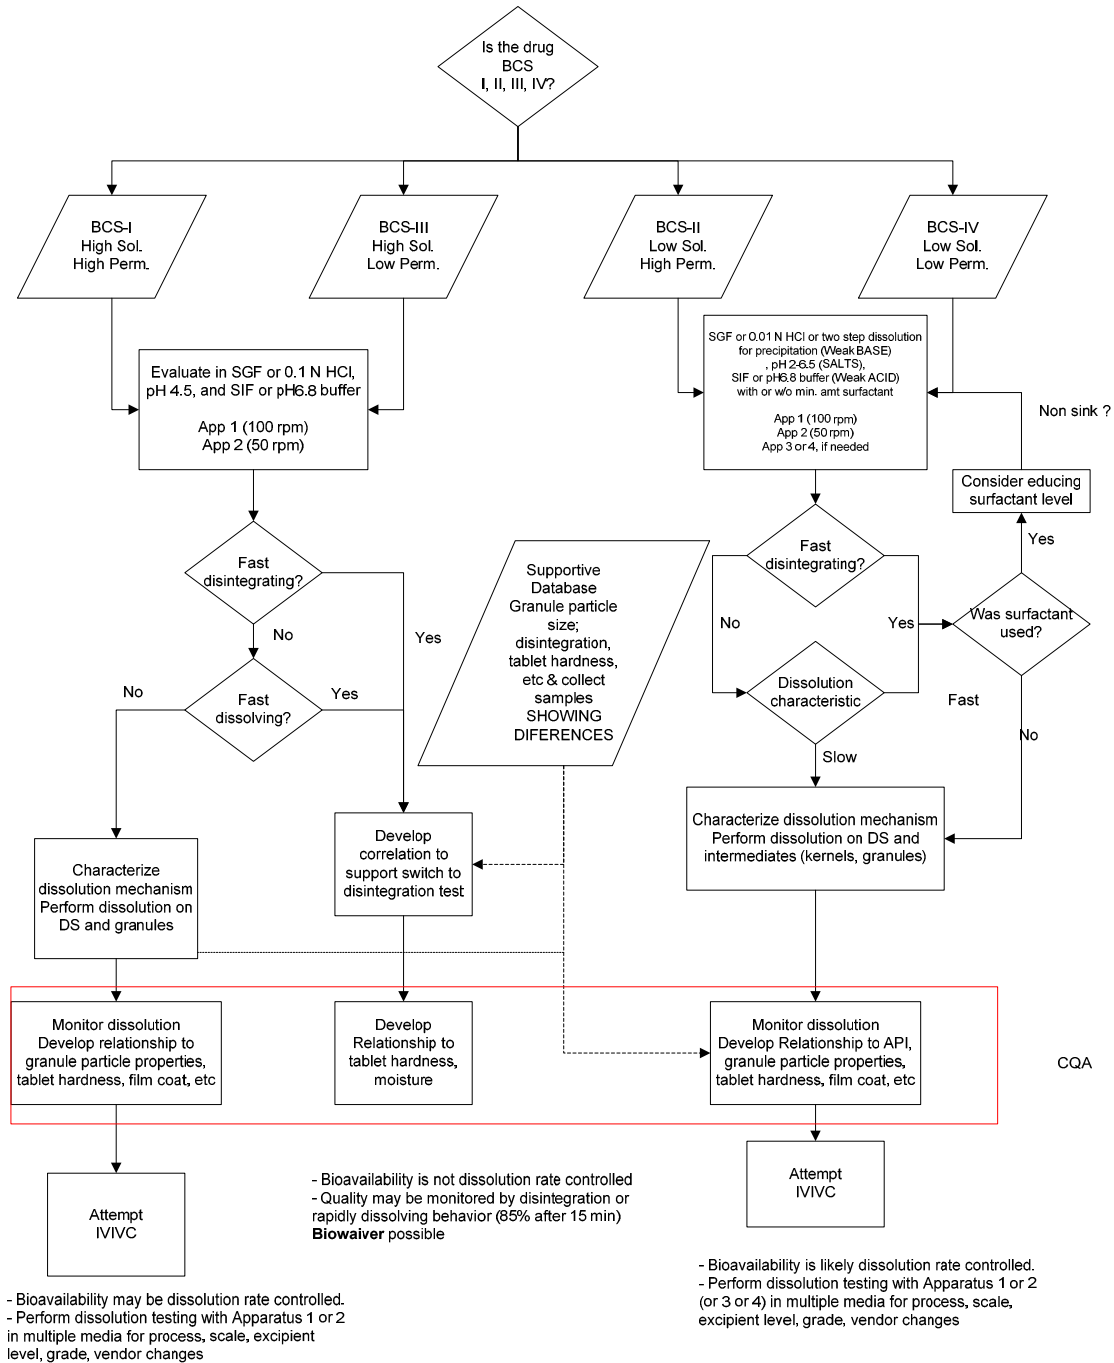 Is the drug
BCS
I, II, III, IV?
BCS-I
High Sol.
High Perm.
BCS-III
High Sol.
Low Perm.
BCS-II
Low Sol.
High Perm.
BCS-IV
Low Sol.
Low Perm.
Evaluate in SGF or 0.1 N HCl,
pH 4.5, and SIF or pH6.8 buffer
App 1 (100 rpm)
App 2 (50 rpm)
SGF or 0.01 N HCl or two step dissolution
for precipitation (Weak BASE)
, pH 2-6.5 (SALTS),
SIF or pH6.8 buffer (Weak ACID)
with or w/o min. amt surfactant
App 1 (100 rpm)
App 2 (50 rpm)
App 3 or 4, if needed
Non sink ?
Consider educing
surfactant level
Yes
Fast
disintegrating?
No
Yes
Fast
dissolving?
No
Yes
Supportive
Database
Granule particle
size;
disintegration,
tablet hardness,
etc & collect
samples
SHOWING
DIFERENCES
Fast
disintegrating?
No
Yes
Was surfactant
used?
Dissolution
characteristic
Fast
No
Slow
Characterize dissolution mechanism
Perform dissolution on DS and
intermediates (kernels, granules)
Develop
correlation to
support switch to
disintegration test
Characterize
dissolution mechanism
Perform dissolution on
DS and granules
Monitor dissolution
Develop relationship to
granule particle properties,
tablet hardness, film coat, etc
Develop
Relationship to
tablet hardness,
moisture
Monitor dissolution
Develop Relationship to API,
granule particle properties,
tablet hardness, film coat, etc
CQA
Attempt
IVIVC
- Bioavailability is not dissolution rate controlled
- Quality may be monitored by disintegration or
rapidly dissolving behavior (85% after 15 min)
Biowaiver possible
Attempt
IVIVC
- Bioavailability may be dissolution rate controlled.
- Perform dissolution testing with Apparatus 1 or 2
in multiple media for process, scale, excipient
level, grade, vendor changes
- Bioavailability is likely dissolution rate controlled.
- Perform dissolution testing with Apparatus 1 or 2
(or 3 or 4) in multiple media for process, scale,
excipient level, grade, vendor changes